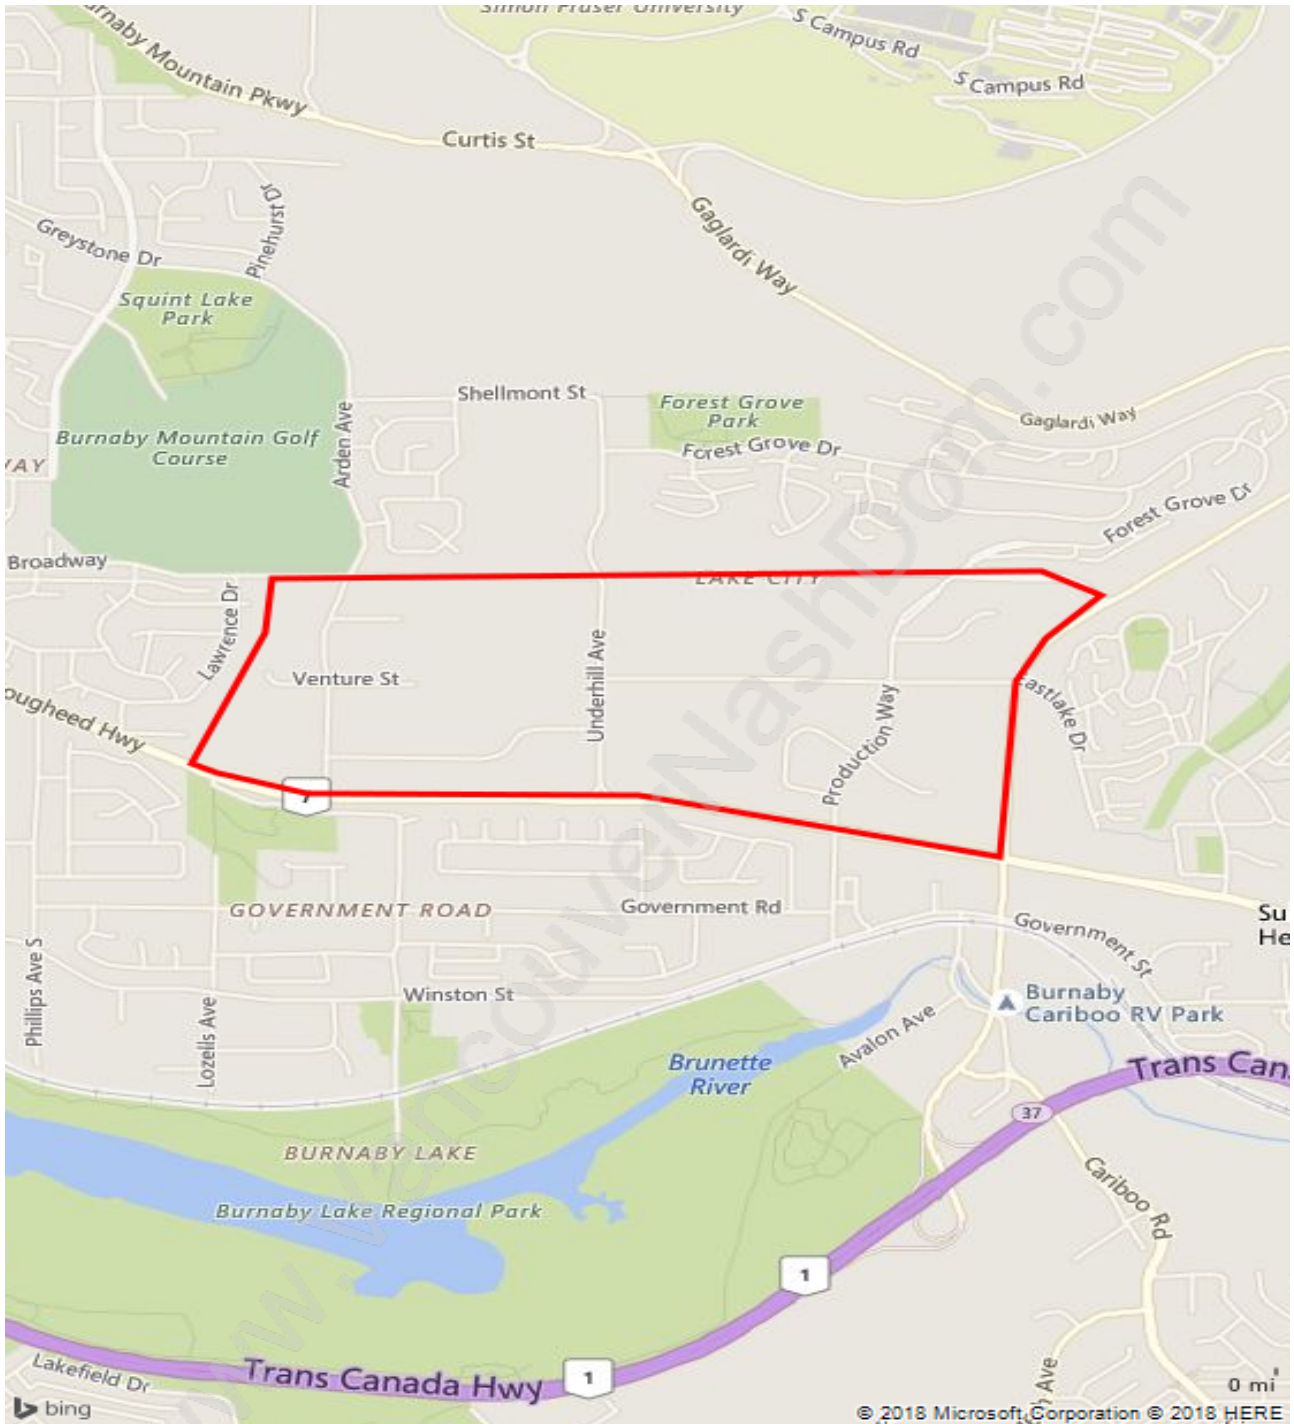 Simon Fraser University
S Campus Rd
S Campus Rd
urnaby Mountain Pkwy
Curtis St
Gaglardi Way
Pinehurst Dr
Greystone Dr
Squint Lake
Park
Shellmont St
Forest Grove
Park
Gaglardi Way
Burnaby Mountain Golf
Course
Arden Ave
Forest Grove Dr
WAY
Forest Grove Dr
Broadway
LAKE CITY
Lawrence Dr
Underhill Ave
Venture St
Eastlake Dr
Production Way
ougheed Hwy
7
Government Rd
GOVERNMENT ROAD
Su
He
Government St
Phillips Ave S
Winston St
Lozells Ave
Burnaby
Cariboo RV Park
Avalon Ave
Brunette
River
Trans Can
37
BURNABY LAKE
Cariboo Rd
Burnaby Lake Regional Park
1
Trans Canada Hwy
1
Lakefield Dr
Ave
0 mi
bing
© 2018 Microsoft Corporation © 2018 HERE
www.VancouverNashDom.com